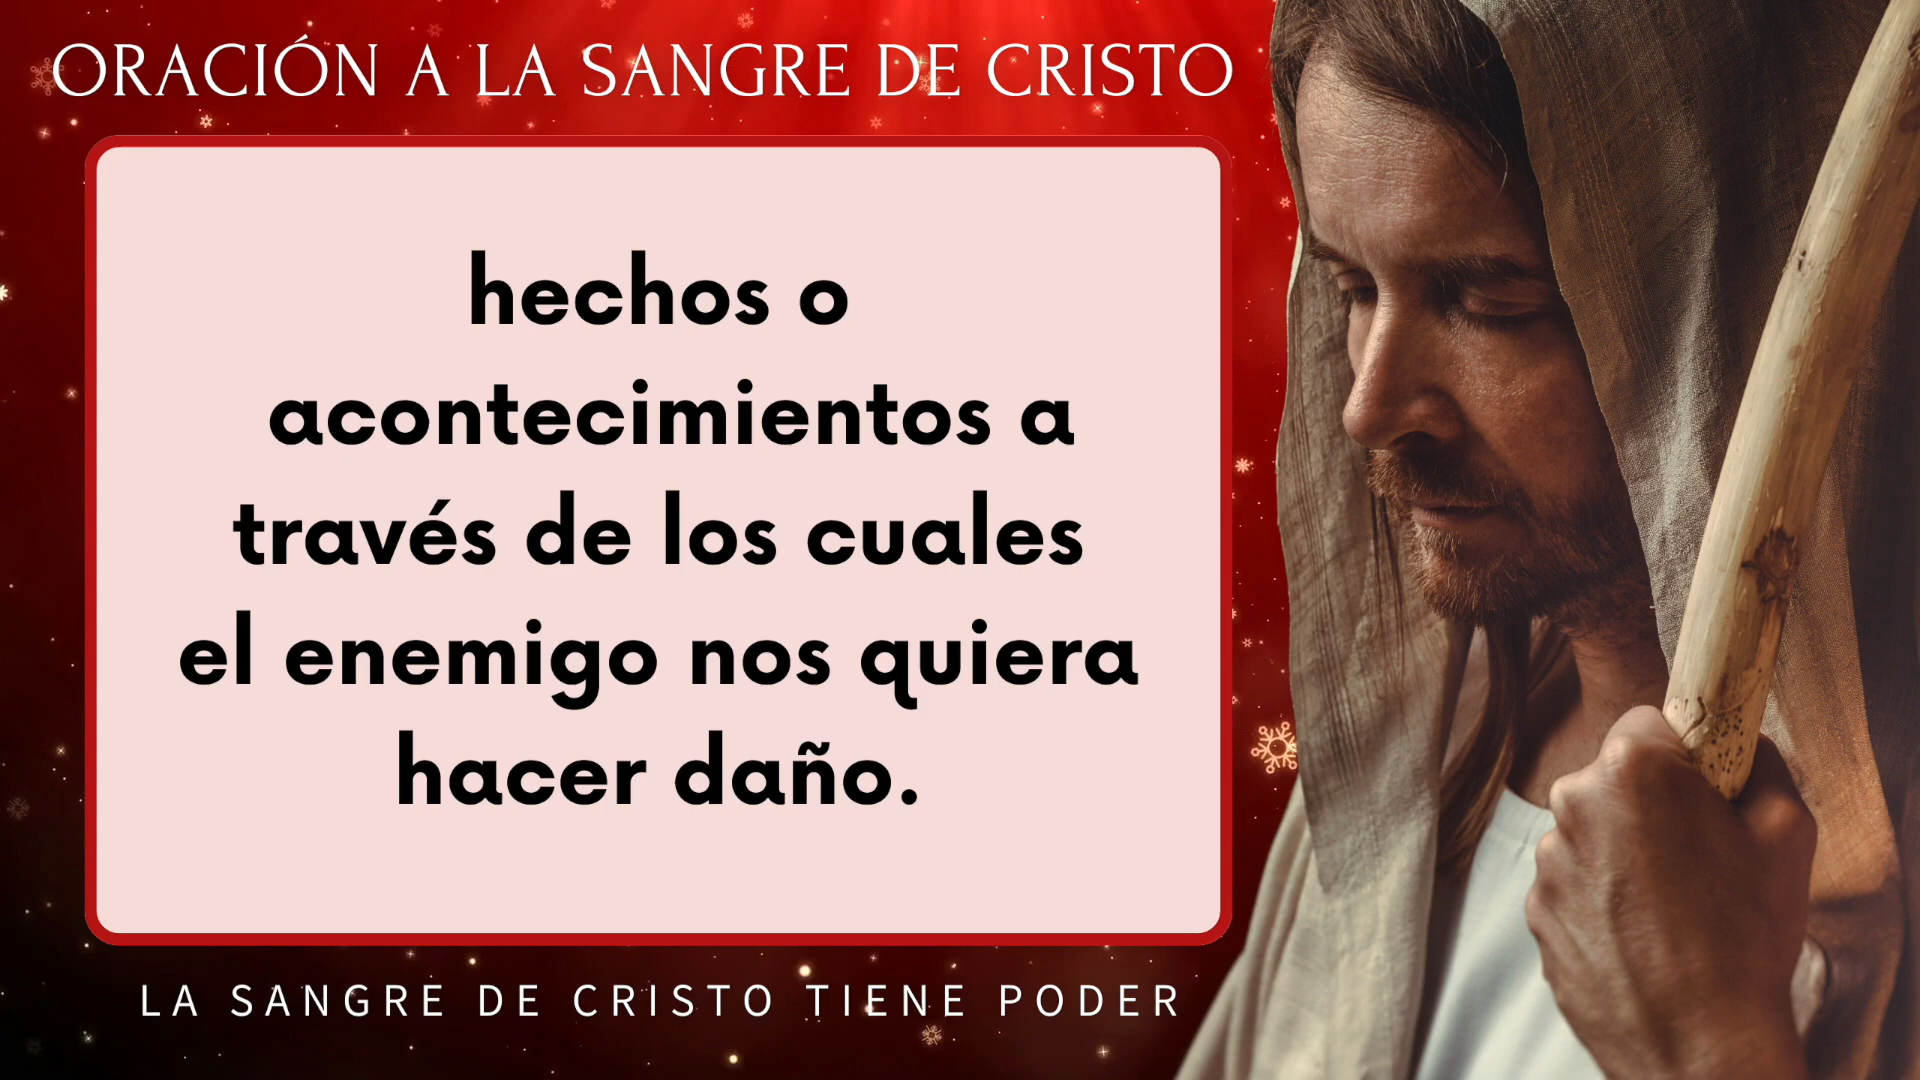 ORACIÓN A LA SANGRE DE CRISTO
hechos o
acontecimientos a
través de los cuales
el enemigo nos quiera
hacer daño.
LA SANGRE DE CRISTO TIENE PODER